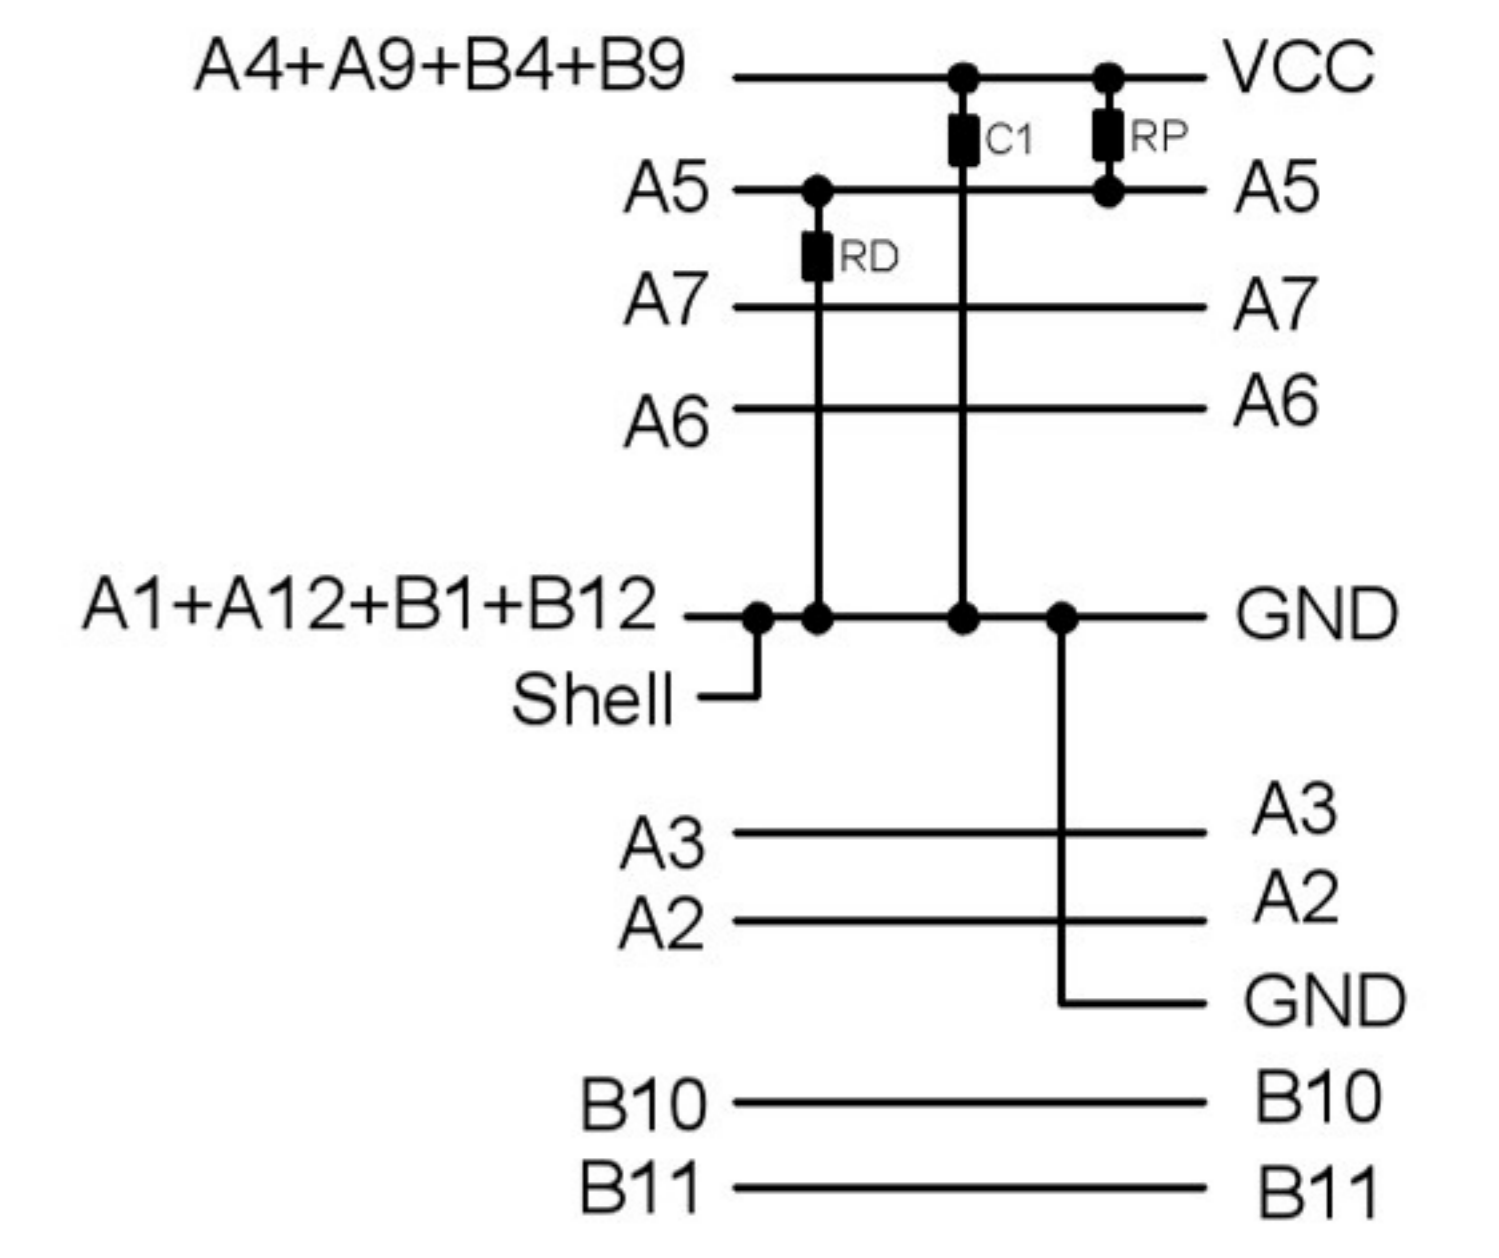 A4+A9+B4+B9 VCC
C1 RP
A5 A5
RD
A7 A7
A6 A6
A1+A12+B1+B12 GND
Shell
A3 A3
A2 A2
GND
B10 B10
B11 B11